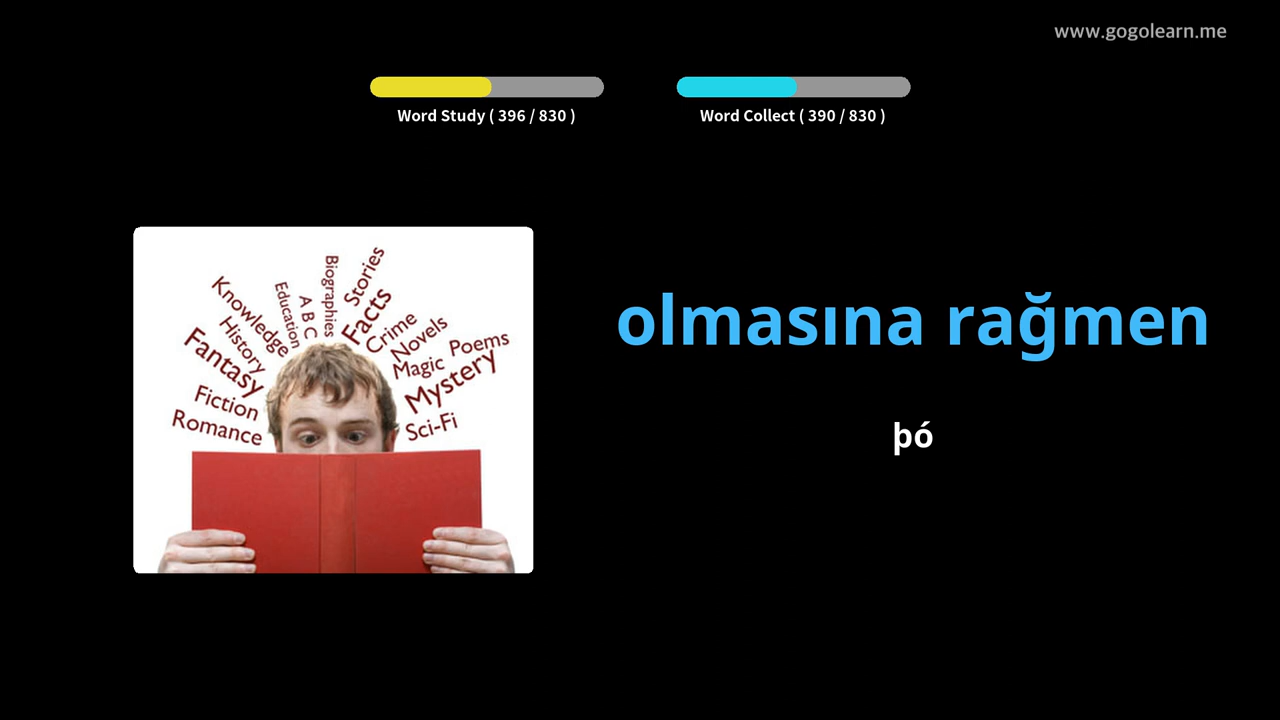 www.gogolearn.me
Word Study ( 396 / 830 )
Word Collect ( 390 / 830 )
olmasına rağmen
þó
Knowledge
Education
A B C
Biographies
Stories
Facts
History
Crime
Novels
Fantasy
Magic
Poems
Mystery
Fiction
Romance
Sci-Fi